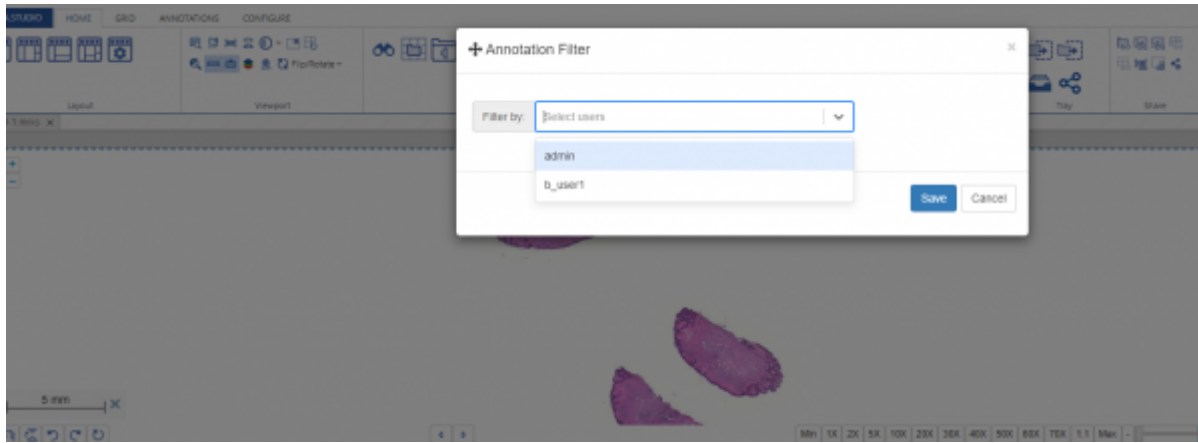 STUDIO HOME GRID ANNOTATIONS CONFIGURE
Flip/Rotate
Layout Viewport Tray Share
Annotation Filter ×
Filter by: Select users
admin
b_user1
Save Cancel
5 mm
Min 1X 2X 5X 10X 20X 30X 40X 50X 60X 70X 1:1 Max -